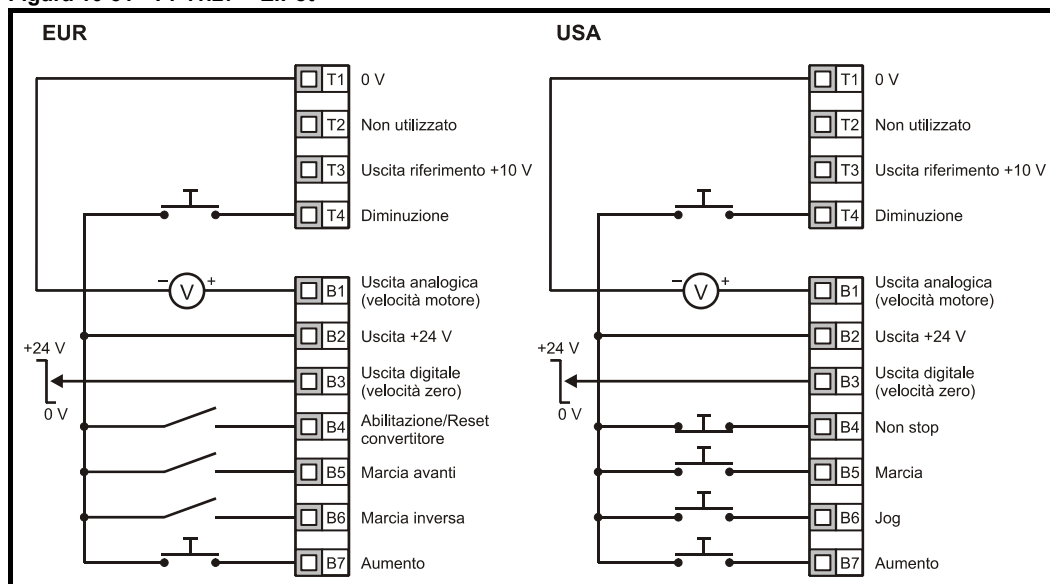 EUR
T1 0 V
T2 Non utilizzato
T3 Uscita riferimento +10 V
T4 Diminuzione
− V +
B1 Uscita analogica
(velocità motore)
B2 Uscita +24 V
+24 V
B3 Uscita digitale
(velocità zero)
0 V
B4 Abilitazione/Reset
convertitore
B5 Marcia avanti
B6 Marcia inversa
B7 Aumento
USA
T1 0 V
T2 Non utilizzato
T3 Uscita riferimento +10 V
T4 Diminuzione
− V +
B1 Uscita analogica
(velocità motore)
B2 Uscita +24 V
+24 V
B3 Uscita digitale
(velocità zero)
0 V
B4 Non stop
B5 Marcia
B6 Jog
B7 Aumento